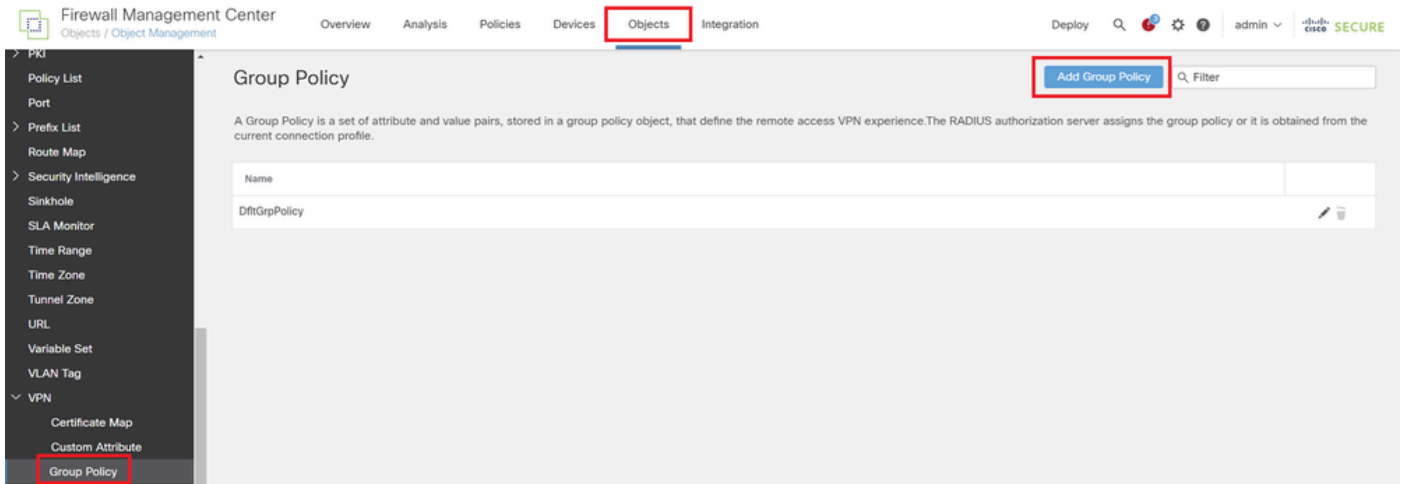 Firewall Management Center
Objects / Object Management
Overview
Analysis
Policies
Devices
Objects
Integration
Deploy
admin
cisco SECURE
PKI
Policy List
Port
Prefix List
Route Map
Security Intelligence
Sinkhole
SLA Monitor
Time Range
Time Zone
Tunnel Zone
URL
Variable Set
VLAN Tag
VPN
Certificate Map
Custom Attribute
Group Policy
Group Policy
Add Group Policy
Filter
A Group Policy is a set of attribute and value pairs, stored in a group policy object, that define the remote access VPN experience.The RADIUS authorization server assigns the group policy or it is obtained from the
current connection profile.
Name
DfltGrpPolicy